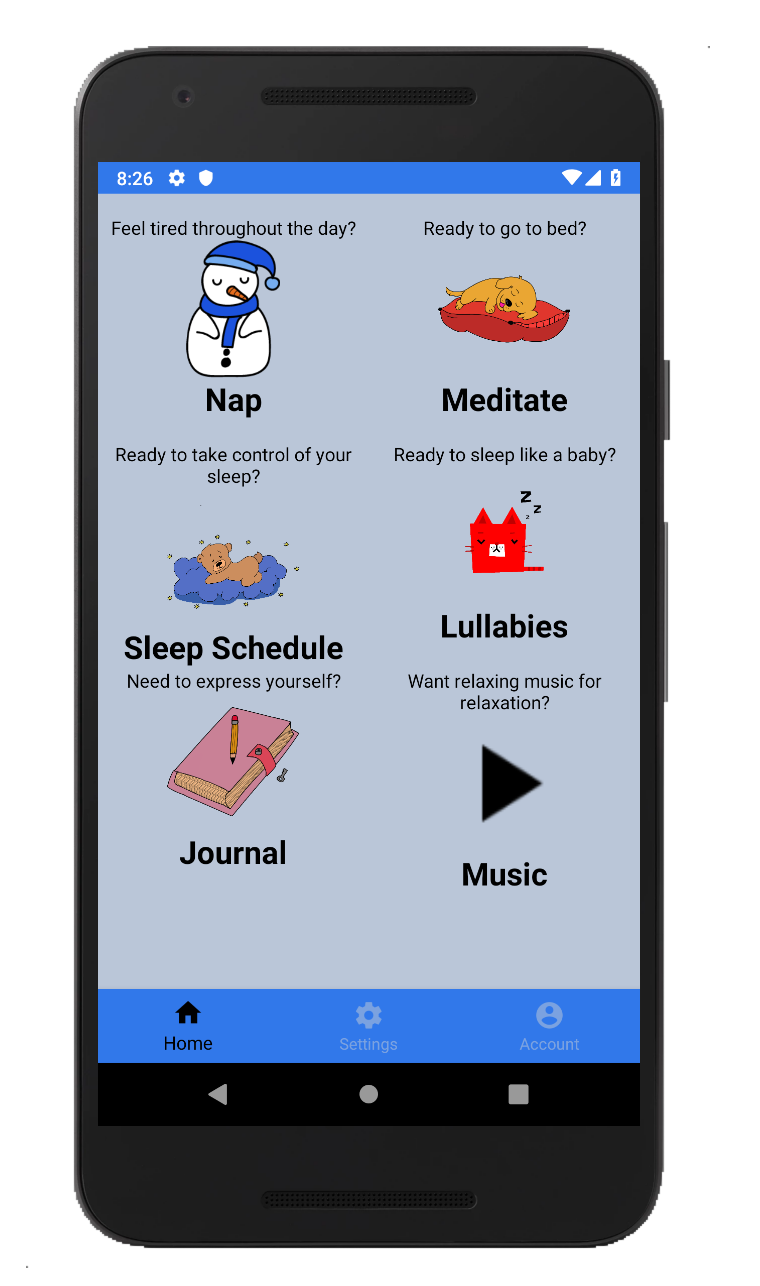 8:26
Feel tired throughout the day?
Nap
Ready to go to bed?
Meditate
Ready to take control of your
sleep?
Sleep Schedule
Ready to sleep like a baby?
z
z
z
Lullabies
Need to express yourself?
Journal
Want relaxing music for
relaxation?
Music
Home
Settings
Account